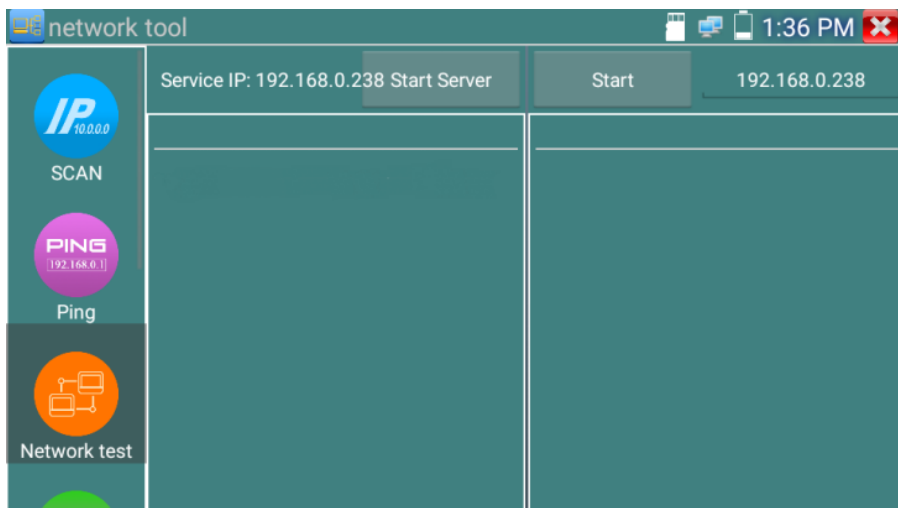 network tool
1:36 PM
Service IP: 192.168.0.238 Start Server
Start
192.168.0.238
IP
10.0.0.0
SCAN
PING
192.168.0.1
Ping
Network test